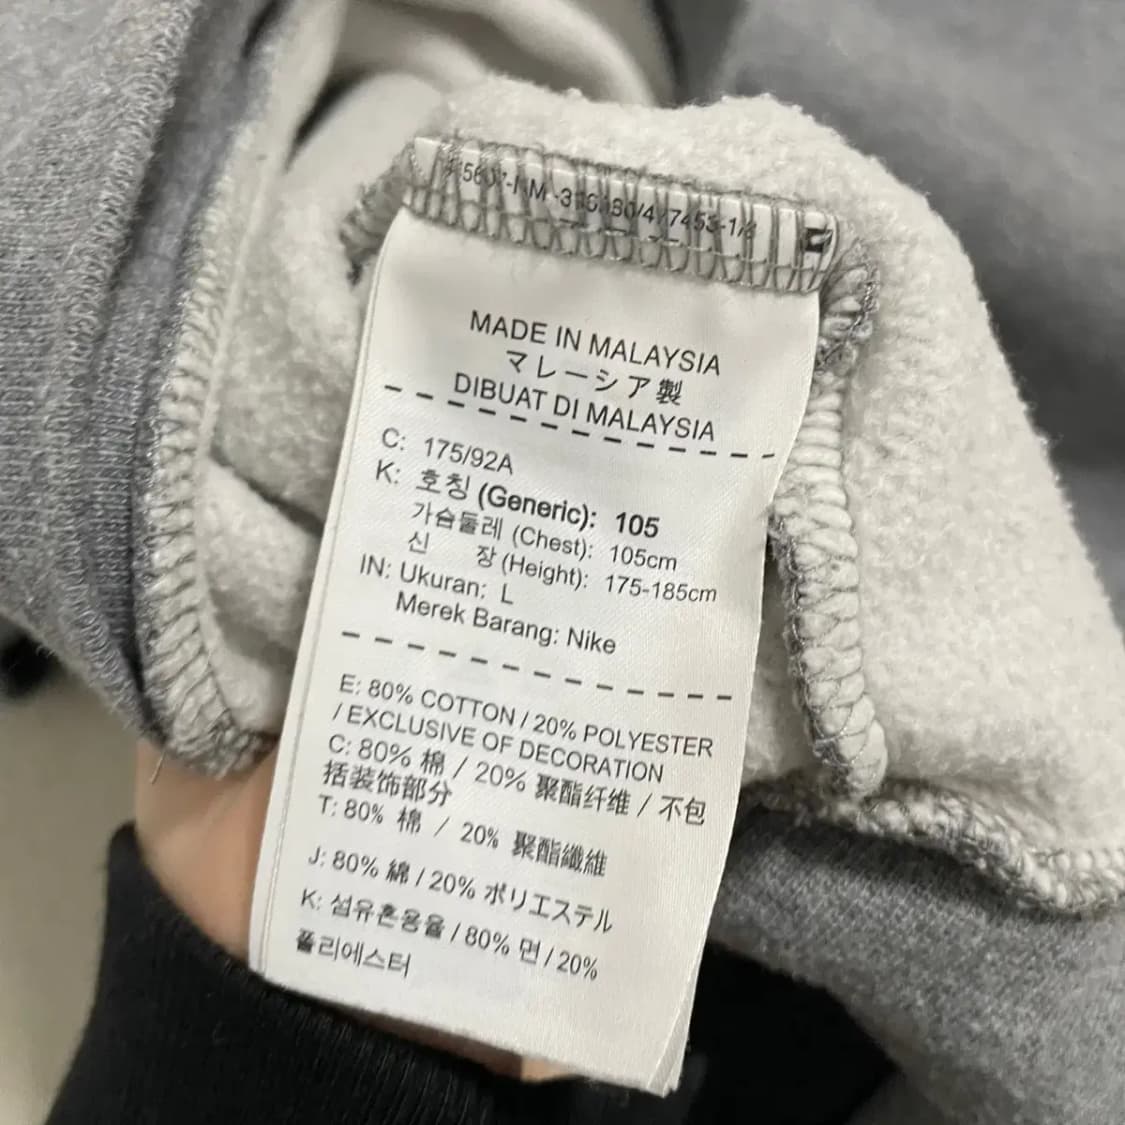 MADE IN MALAYSIA
マレーシア製
DIBUAT DI MALAYSIA
C: 175/92A
K: 호칭 (Generic): 105
가슴둘레 (Chest): 105cm
신 장 (Height): 175-185cm
IN: Ukuran: L
Merek Barang: Nike
E: 80% COTTON / 20% POLYESTER
/ EXCLUSIVE OF DECORATION
C: 80% 棉 / 20% 聚酯纤维 / 不包
括装饰部分
T: 80% 棉 / 20% 聚酯纖維
J: 80% 綿 / 20% ポリエステル
K: 섬유혼용율 / 80% 면 / 20%
폴리에스터